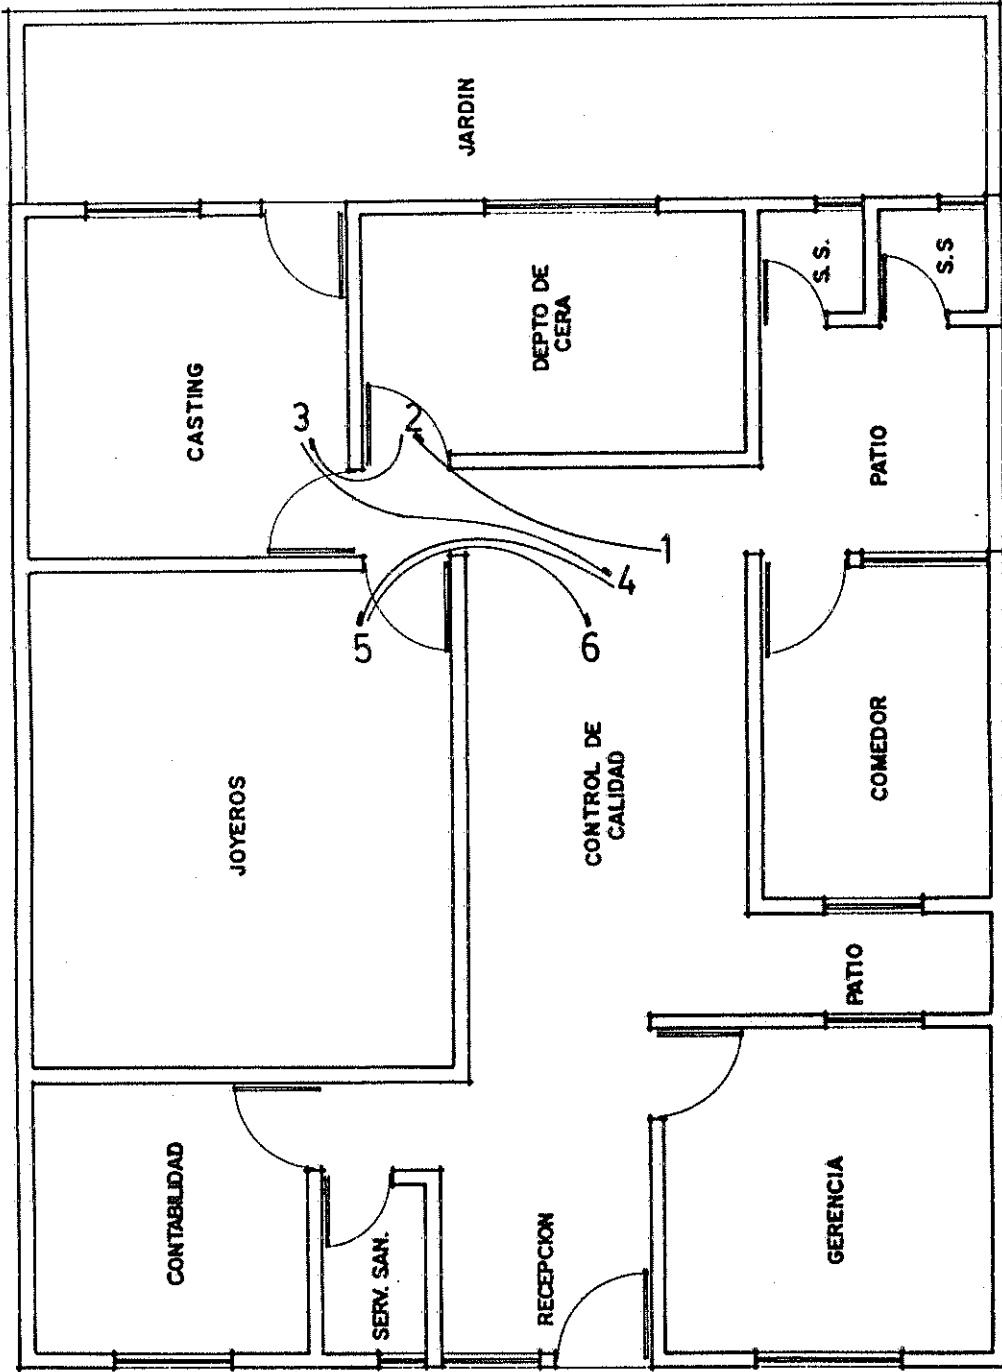 JARDIN
CASTING
DEPTO DE
CERA
S. S.
S.S
PATIO
3
2
1
4
5
6
JOYEROS
CONTROL DE
CALIDAD
COMEDOR
PATIO
CONTABILIDAD
SERV. SAN.
RECEPCION
GERENCIA